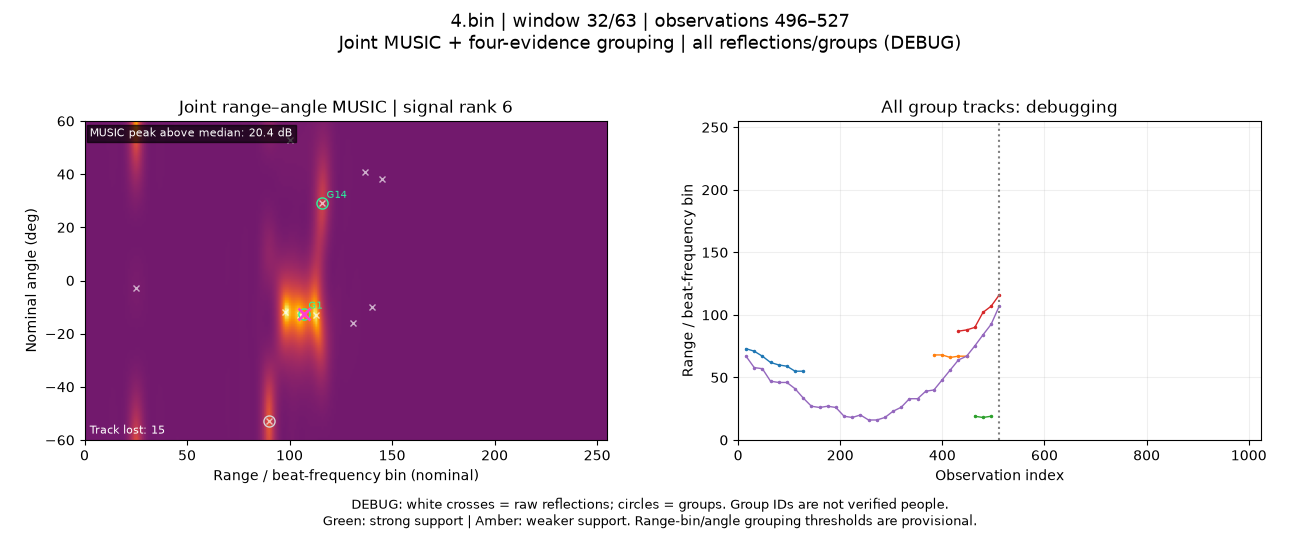 4.bin | window 32/63 | observations 496–527
Joint MUSIC + four-evidence grouping | all reflections/groups (DEBUG)
Joint range–angle MUSIC | signal rank 6
MUSIC peak above median: 20.4 dB
G14
Track lost: 15
60
40
20
0
−20
−40
−60
Nominal angle (deg)
0
50
100
150
200
250
Range / beat-frequency bin (nominal)
All group tracks: debugging
250
200
150
100
50
0
Range / beat-frequency bin
0
200
400
600
800
1000
Observation index
DEBUG: white crosses = raw reflections; circles = groups. Group IDs are not verified people.
Green: strong support | Amber: weaker support. Range-bin/angle grouping thresholds are provisional.